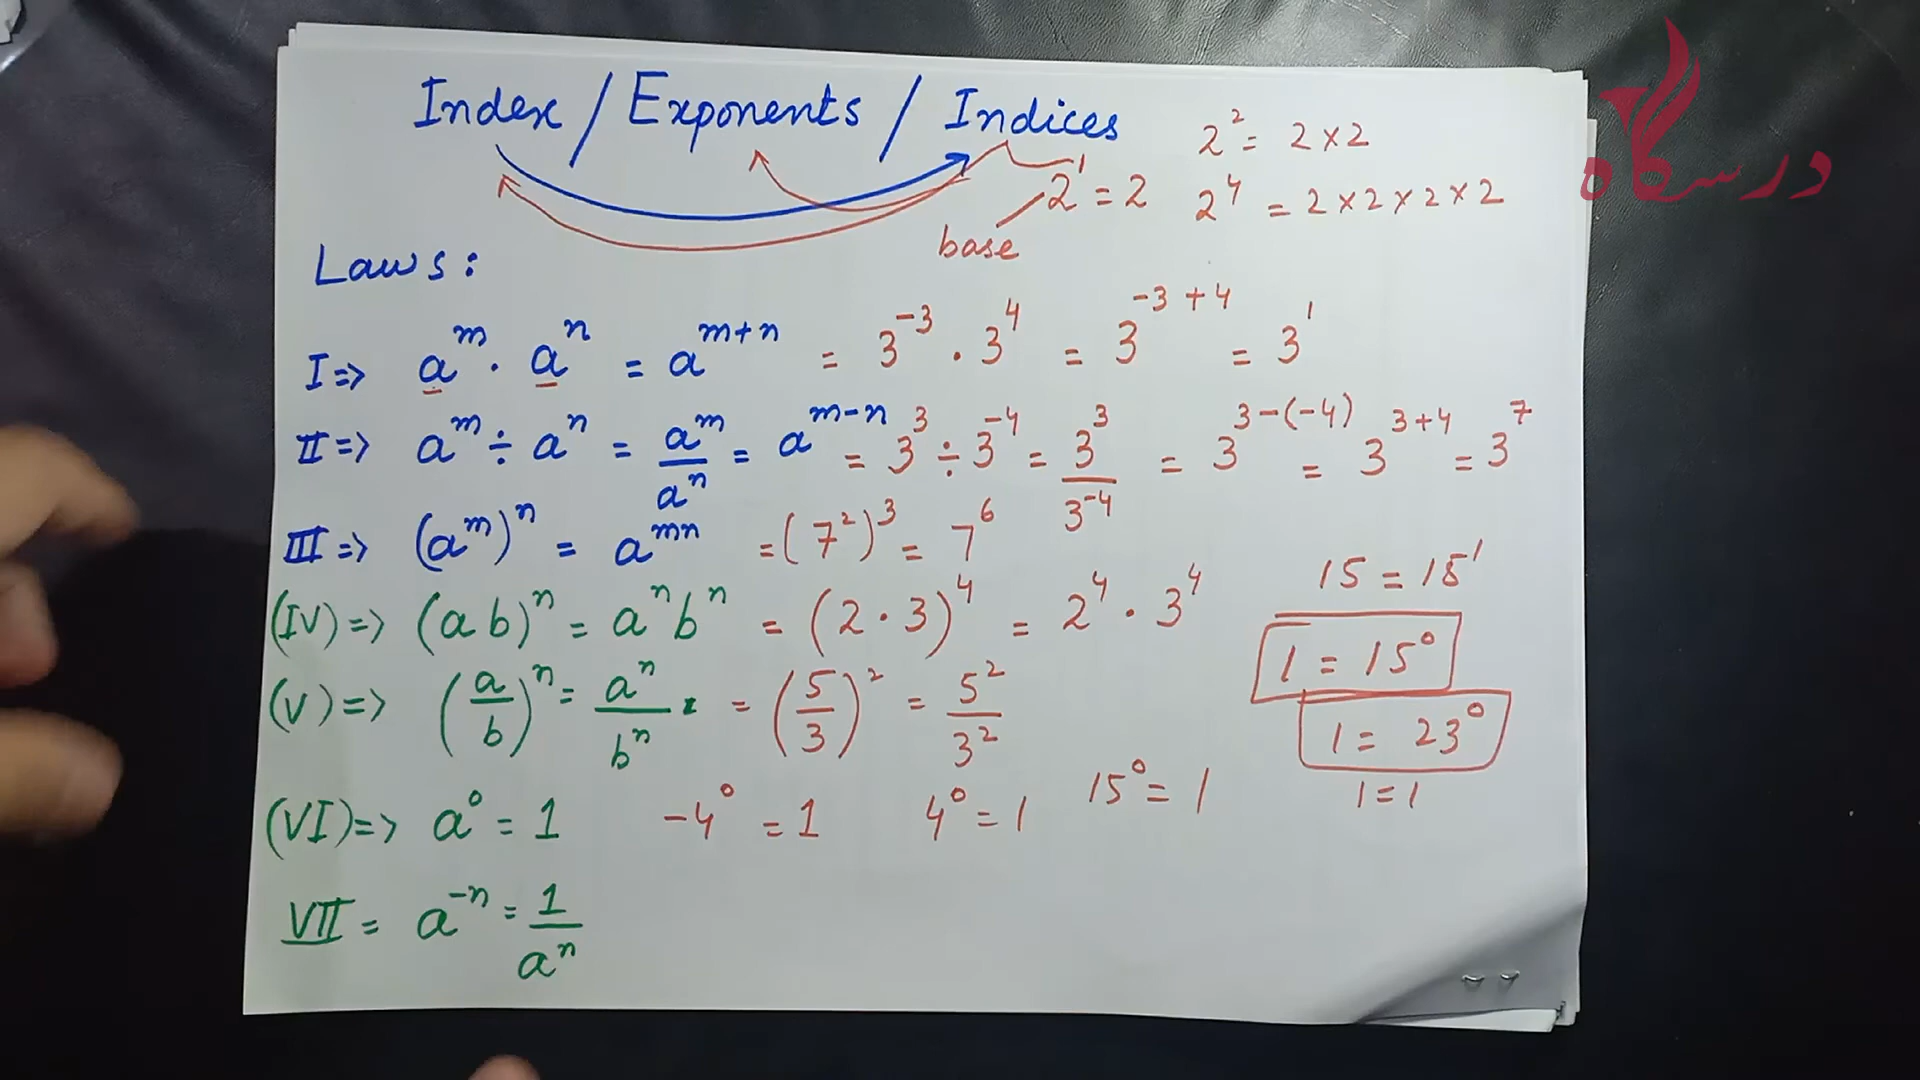 Index / Exponents / Indices
2² = 2 × 2
2¹ = 2
2⁴ = 2 × 2 × 2 × 2
base
درسگاه
Laws:
I => aᵐ · aⁿ = aᵐ⁺ⁿ = 3⁻³ · 3⁴ = 3⁻³⁺⁴ = 3¹
II => aᵐ ÷ aⁿ = aᵐ/aⁿ = aᵐ⁻ⁿ = 3³ ÷ 3⁻⁴ = 3³/3⁻⁴ = 3³⁻⁽⁻⁴⁾ = 3³⁺⁴ = 3⁷
III => (aᵐ)ⁿ = aᵐⁿ = (7²)³ = 7⁶
15 = 15¹
(IV) => (ab)ⁿ = aⁿbⁿ = (2 · 3)⁴ = 2⁴ · 3⁴
1 = 15⁰
(V) => (a/b)ⁿ = aⁿ/bⁿ = (5/3)² = 5²/3²
1 = 23⁰
1 = 1
(VI) => a⁰ = 1 -4⁰ = 1 4⁰ = 1 15⁰ = 1
VII = a⁻ⁿ = 1/aⁿ